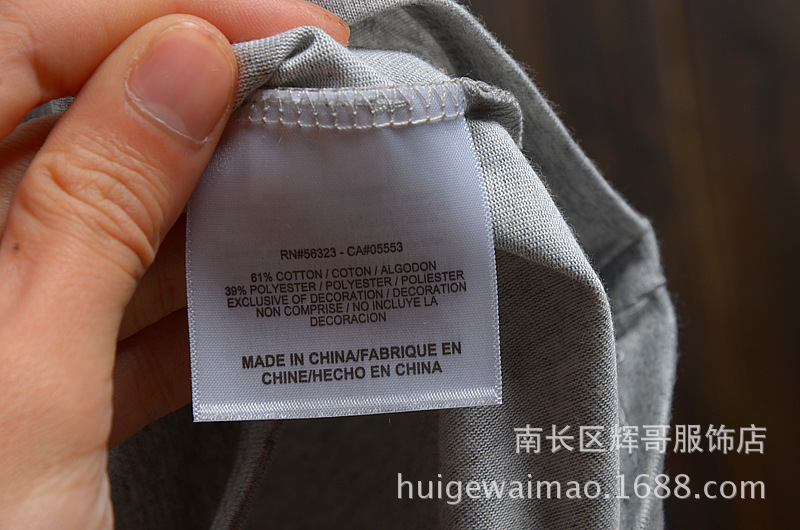 RN#56323 - CA#05553
61% COTTON / COTON / ALGODON
39% POLYESTER / POLYESTER / POLIESTER
EXCLUSIVE OF DECORATION / DECORATION
NON COMPRISE / NO INCLUYE LA
DECORACION
MADE IN CHINA/FABRIQUE EN
CHINE/HECHO EN CHINA
南长区辉哥服饰店
huigewaimao.1688.com